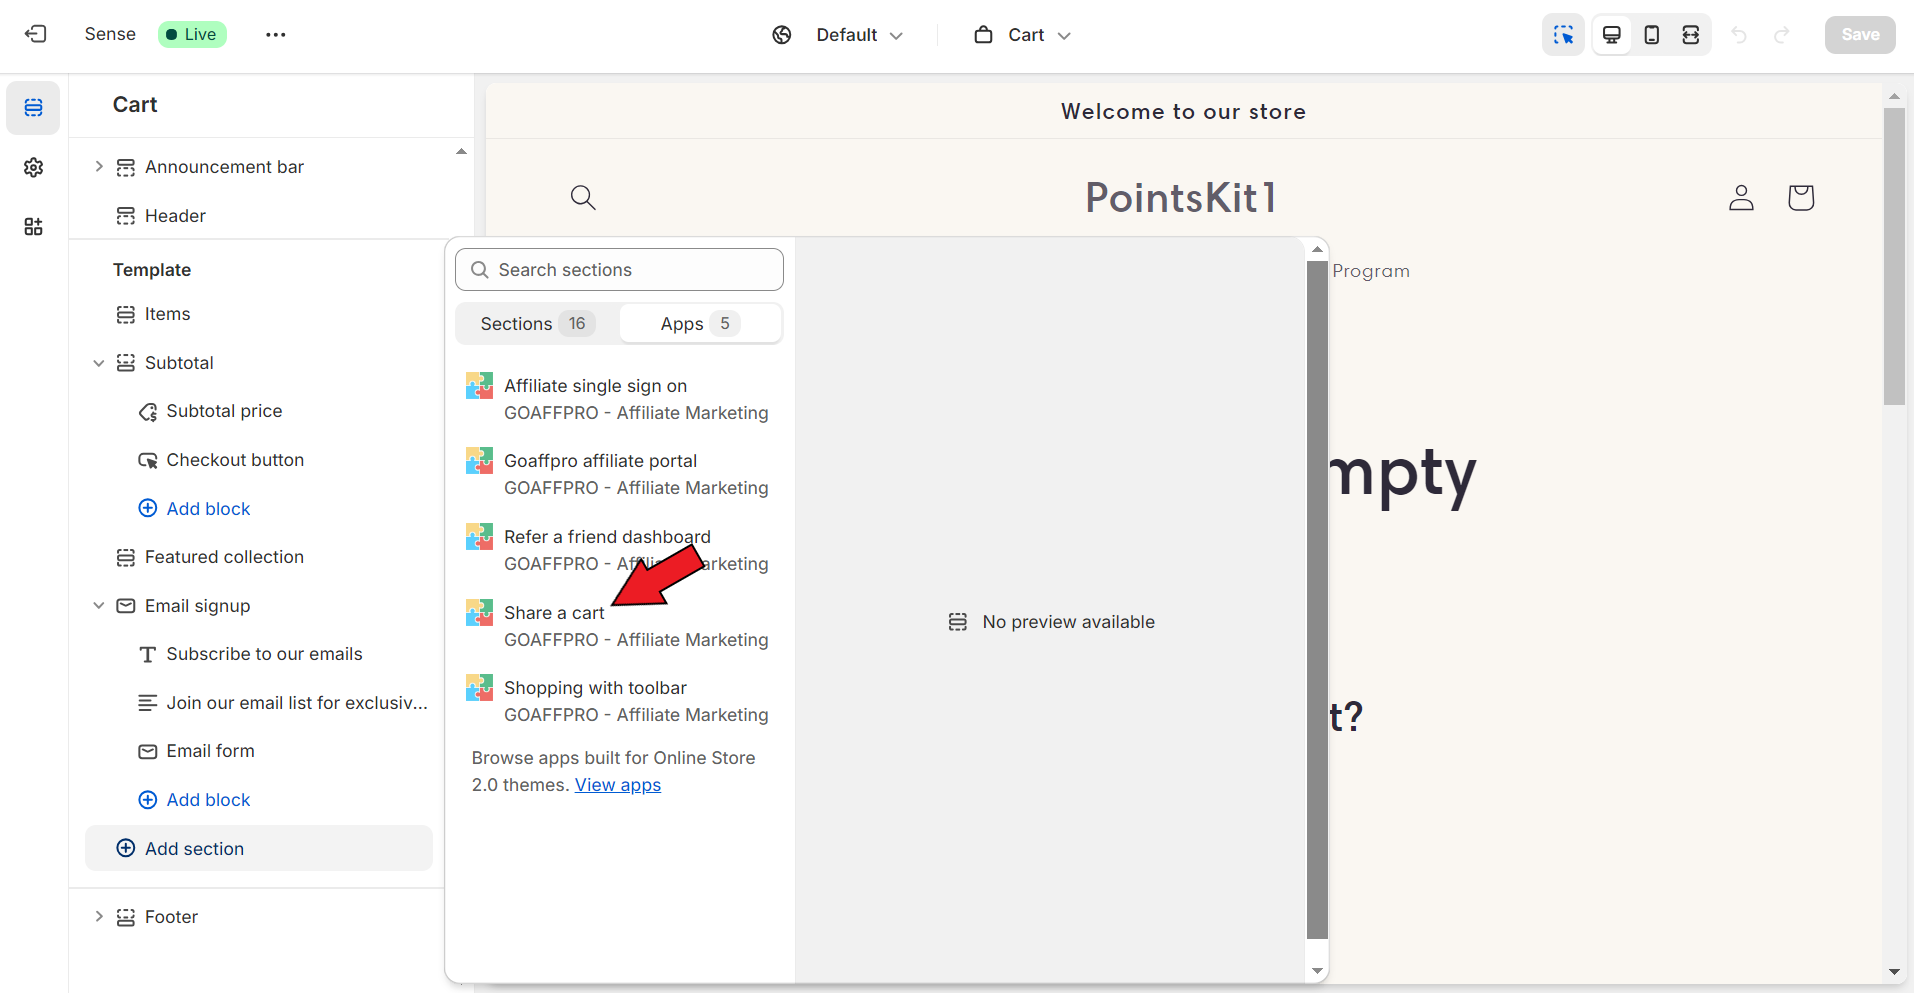 Sense
Live
Default
Cart
Save
Cart
Announcement bar
Header
Template
Items
Subtotal
Subtotal price
Checkout button
Add block
Featured collection
Email signup
Subscribe to our emails
Join our email list for exclusiv...
Email form
Add block
Add section
Footer
Search sections
Sections 16
Apps 5
Affiliate single sign on
GOAFFPRO - Affiliate Marketing
Goaffpro affiliate portal
GOAFFPRO - Affiliate Marketing
Refer a friend dashboard
GOAFFPRO - Affiliate Marketing
Share a cart
GOAFFPRO - Affiliate Marketing
Shopping with toolbar
GOAFFPRO - Affiliate Marketing
Browse apps built for Online Store
2.0 themes. View apps
No preview available
Welcome to our store
PointsKit1
Program
mpty
t?